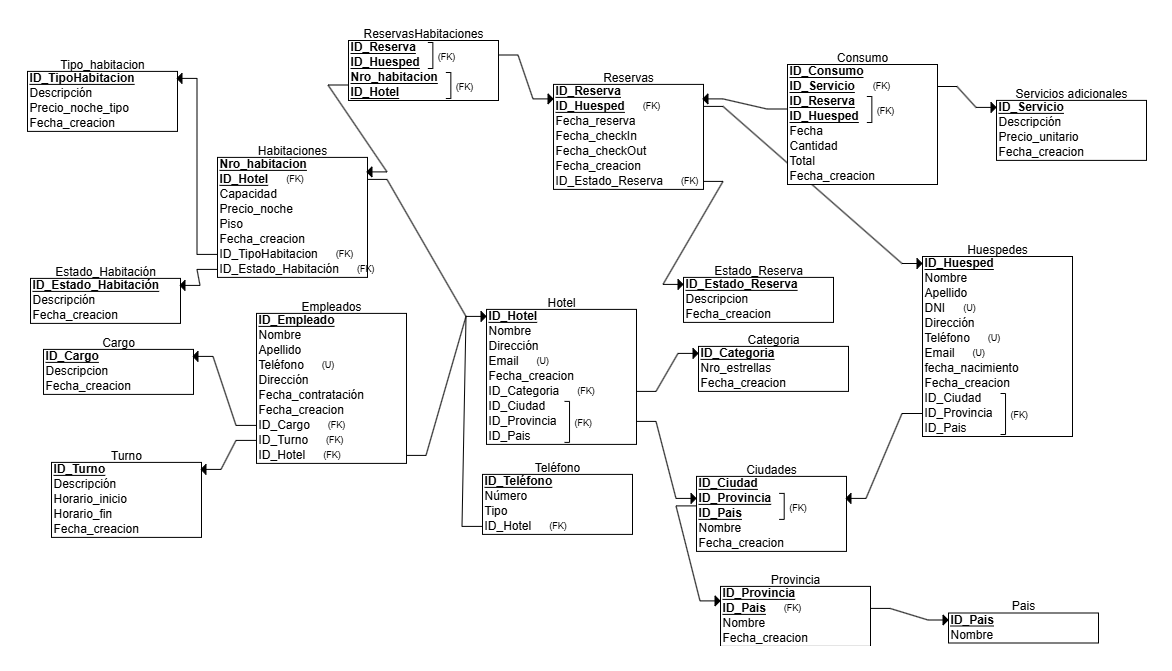 ReservasHabitaciones
ID_Reserva
ID_Huesped
(FK)
Nro_habitacion
ID_Hotel
(FK)
Tipo_habitacion
ID_TipoHabitacion
Descripción
Precio_noche_tipo
Fecha_creacion
Reservas
ID_Reserva
ID_Huesped (FK)
Fecha_reserva
Fecha_checkIn
Fecha_checkOut
Fecha_creacion
ID_Estado_Reserva (FK)
Consumo
ID_Consumo
ID_Servicio (FK)
ID_Reserva
ID_Huesped
(FK)
Fecha
Cantidad
Total
Fecha_creacion
Servicios adicionales
ID_Servicio
Descripción
Precio_unitario
Fecha_creacion
Habitaciones
Nro_habitacion
ID_Hotel (FK)
Capacidad
Precio_noche
Piso
Fecha_creacion
ID_TipoHabitacion (FK)
ID_Estado_Habitación (FK)
Estado_Habitación
ID_Estado_Habitación
Descripción
Fecha_creacion
Estado_Reserva
ID_Estado_Reserva
Descripcion
Fecha_creacion
Huespedes
ID_Huesped
Nombre
Apellido
DNI (U)
Dirección
Teléfono (U)
Email (U)
fecha_nacimiento
Fecha_creacion
ID_Ciudad
ID_Provincia
ID_Pais
(FK)
Empleados
ID_Empleado
Nombre
Apellido
Teléfono (U)
Dirección
Fecha_contratación
Fecha_creacion
ID_Cargo (FK)
ID_Turno (FK)
ID_Hotel (FK)
Hotel
ID_Hotel
Nombre
Dirección
Email (U)
Fecha_creacion
ID_Categoria (FK)
ID_Ciudad
ID_Provincia
ID_Pais
(FK)
Cargo
ID_Cargo
Descripcion
Fecha_creacion
Categoria
ID_Categoria
Nro_estrellas
Fecha_creacion
Turno
ID_Turno
Descripción
Horario_inicio
Horario_fin
Fecha_creacion
Teléfono
ID_Teléfono
Número
Tipo
ID_Hotel (FK)
Ciudades
ID_Ciudad
ID_Provincia
ID_Pais
(FK)
Nombre
Fecha_creacion
Provincia
ID_Provincia
ID_Pais (FK)
Nombre
Fecha_creacion
Pais
ID_Pais
Nombre